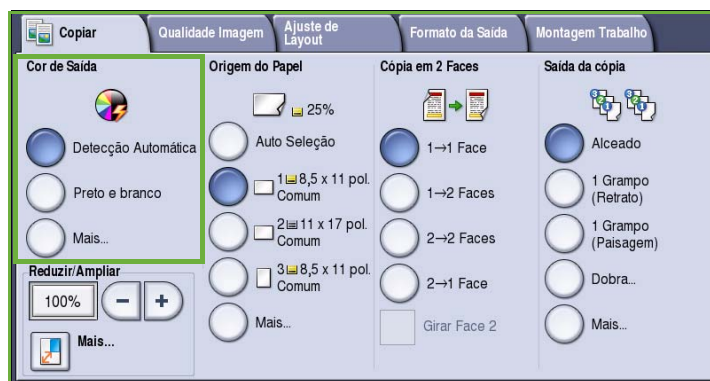 Copiar
Qualidade Imagem
Ajuste de
Layout
Formato da Saída
Montagem Trabalho
Cor de Saída
Detecção Automática
Preto e branco
Mais...
Reduzir/Ampliar
100%
Mais...
Origem do Papel
25%
Auto Seleção
1 8,5 x 11 pol.
Comum
2 11 x 17 pol.
Comum
3 8,5 x 11 pol.
Comum
Mais...
Cópia em 2 Faces
1→1 Face
1→2 Faces
2→2 Faces
2→1 Face
Girar Face 2
Saída da cópia
Alceado
1 Grampo
(Retrato)
1 Grampo
(Paisagem)
Dobra...
Mais...